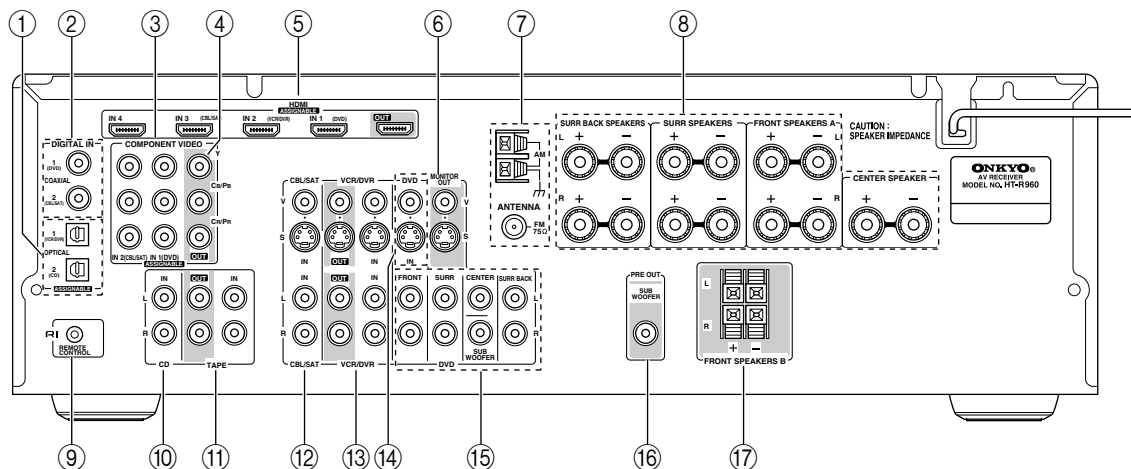 ① ② ③ ④ ⑤ ⑥ ⑦ ⑧
HDMI
ASSIGNABLE
IN 4 IN 3 (CBL/SA IN 2 (VCR/DVR) IN 1 (DVD) OUT
DIGITAL IN
1
(DVD)
COAXIAL
2
(CBL/SAT)
1
(VCR/DVR)
OPTICAL
2
(CD)
ASSIGNABLE
COMPONENT VIDEO
Y
CB/PB
CR/PR
IN 2(CBL/SAT) IN 1(DVD) OUT
ASSIGNABLE
CBL/SAT VCR/DVR DVD MONITOR
OUT
V V
S S
IN OUT IN IN
AM
ANTENNA
FM
75Ω
SURR BACK SPEAKERS SURR SPEAKERS FRONT SPEAKERS A
+ − + − + −
L L
R R
CENTER SPEAKER
+ −
CAUTION :
SPEAKER IMPEDANCE
ONKYO®
AV RECEIVER
MODEL NO. HT-R960
RI
REMOTE
CONTROL
IN OUT IN
L
R
CD TAPE
IN OUT IN FRONT SURR CENTER SURR BACK
L L
R R
SUB
WOOFER
CBL/SAT VCR/DVR DVD
PRE OUT
SUB
WOOFER
L
R
+ −
FRONT SPEAKERS B
⑨ ⑩ ⑪ ⑫ ⑬ ⑭ ⑮ ⑯ ⑰